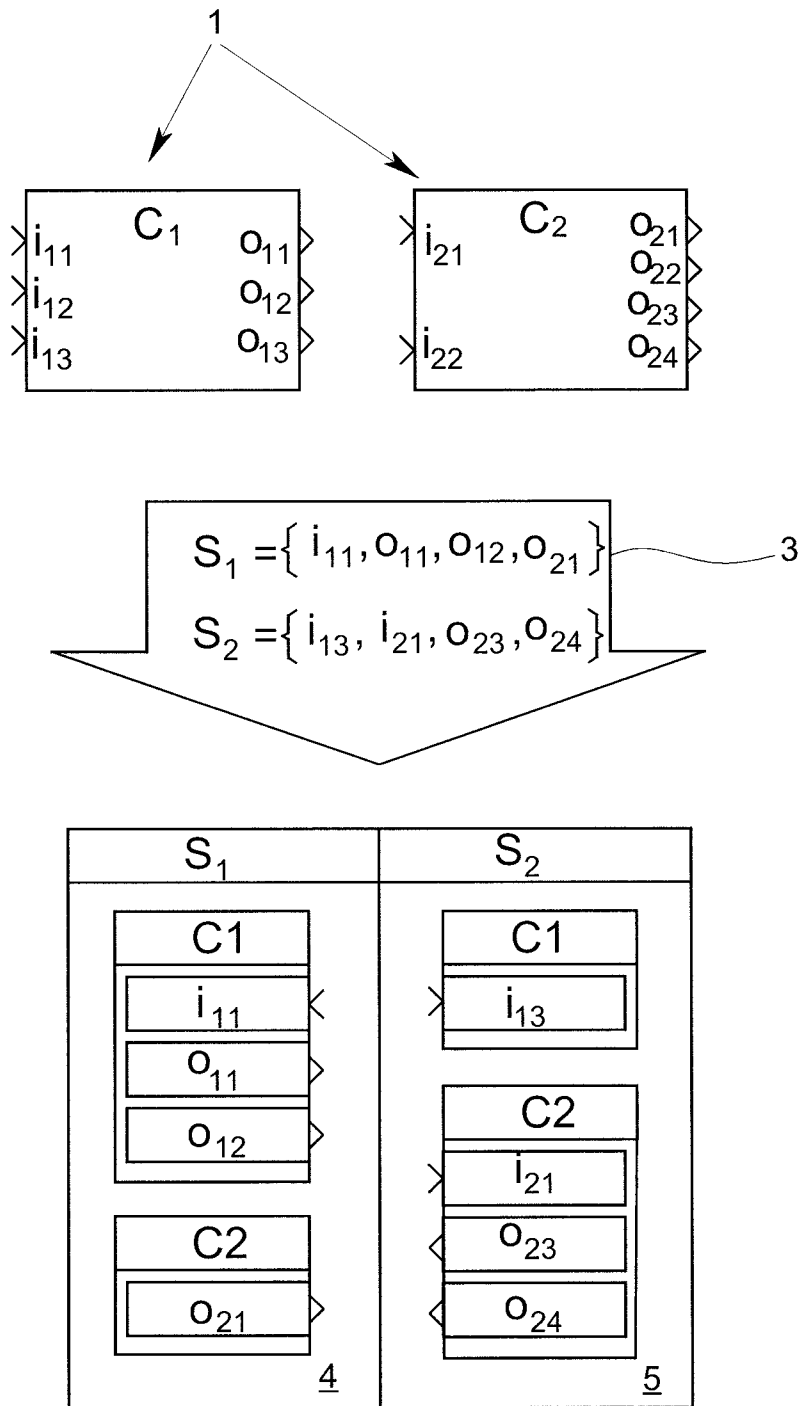 1
C₁ C₂
i₁₁ o₁₁ i₂₁ o₂₁
o₂₂
i₁₂ o₁₂
o₂₃
i₁₃ o₁₃ i₂₂ o₂₄
S₁ ={ i₁₁, o₁₁, o₁₂, o₂₁} 3
S₂ ={ i₁₃, i₂₁, o₂₃, o₂₄}
S₁ S₂
C1 C1
i₁₁ i₁₃
o₁₁
o₁₂ C2
i₂₁
C2 o₂₃
o₂₁ o₂₄
4 5